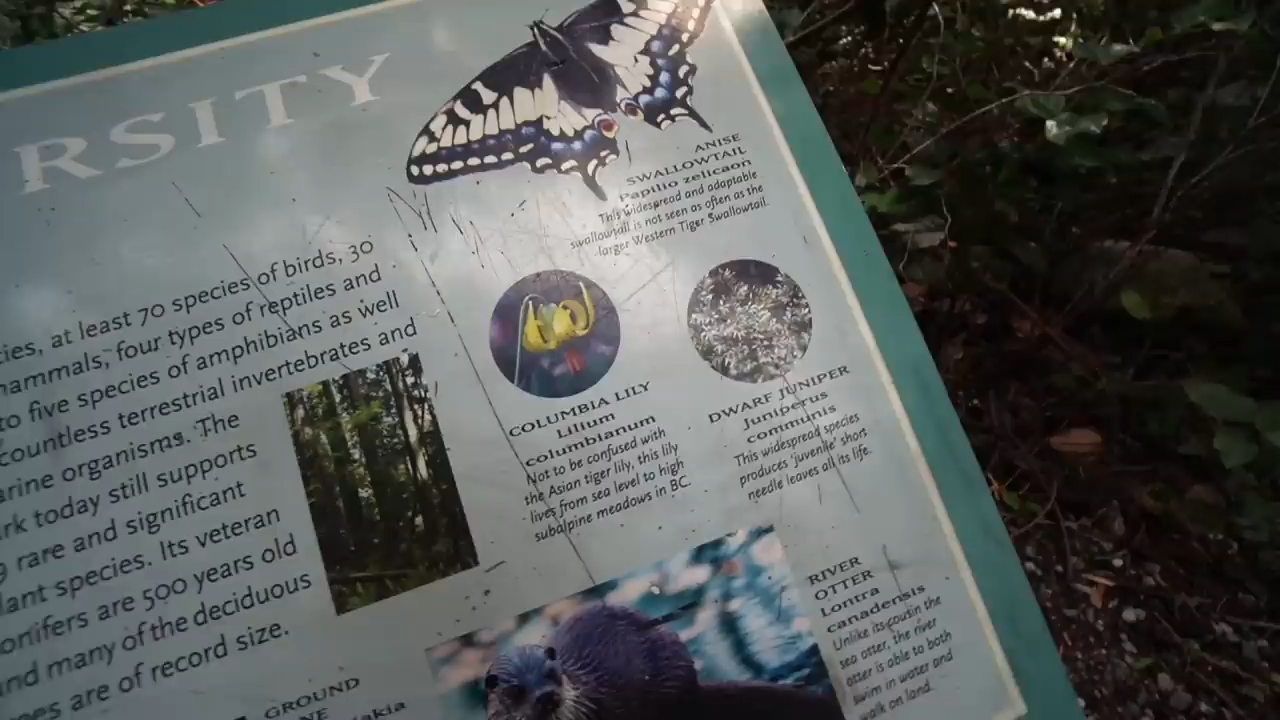 RSITY
ties, at least 70 species of birds, 30
mammals, four types of reptiles and
to five species of amphibians as well
countless terrestrial invertebrates and
arine organisms. The
rk today still supports
9 rare and significant
lant species. Its veteran
onifers are 500 years old
nd many of the deciduous
ees are of record size.
ANISE
SWALLOWTAIL
Papilio zelicaon
This widespread and adaptable
swallowtail is not seen as often as the
larger Western Tiger Swallowtail.
COLUMBIA LILY
Lilium
columbianum
Not to be confused with
the Asian tiger lily, this lily
lives from sea level to high
subalpine meadows in BC.
DWARF JUNIPER
Juniperus
communis
This widespread species
produces 'juvenile' short
needle leaves all its life.
RIVER
OTTER
Lontra
canadensis
Unlike its cousin the
sea otter, the river
otter is able to both
swim in water and
walk on land.
GROUND
NE
akia